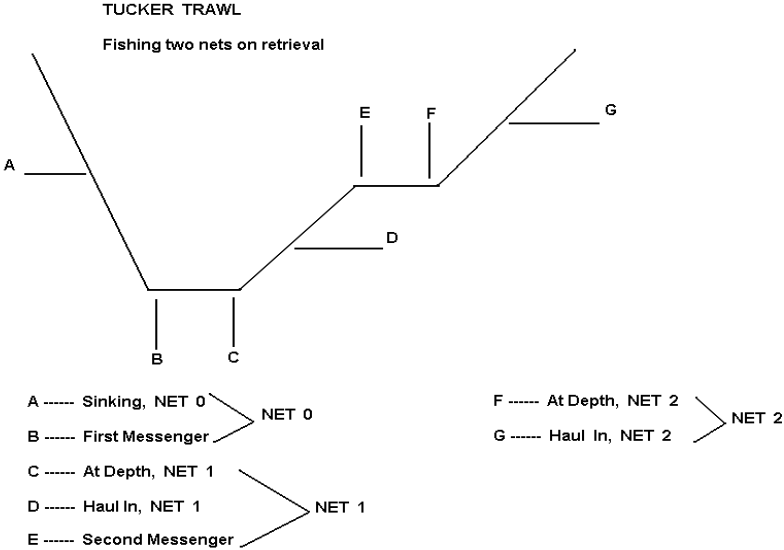 TUCKER TRAWL
Fishing two nets on retrieval
E
F
G
A
D
B
C
A ------ Sinking, NET 0
NET 0
B ------ First Messenger
C ------ At Depth, NET 1
D ------ Haul In, NET 1
NET 1
E ------ Second Messenger
F ------ At Depth, NET 2
NET 2
G ------ Haul In, NET 2